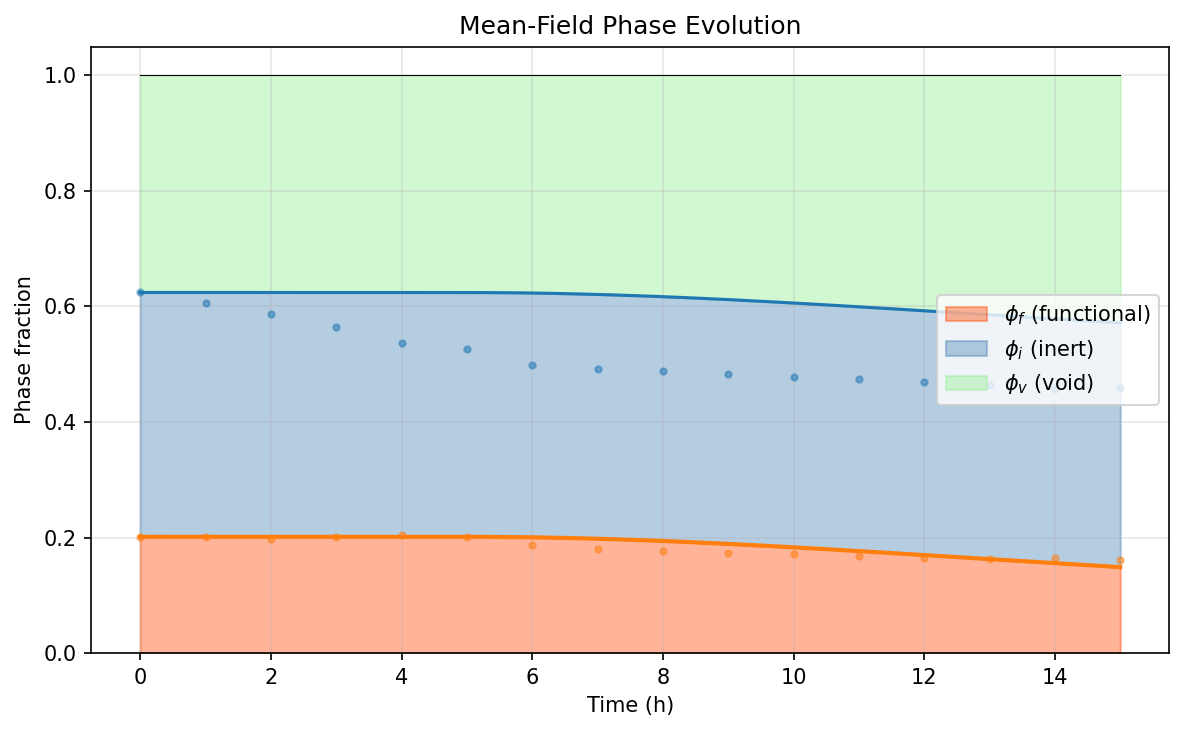 Mean-Field Phase Evolution
Phase fraction
1.0
0.8
0.6
0.4
0.2
0.0
ϕf (functional)
ϕi (inert)
ϕv (void)
0 2 4 6 8 10 12 14
Time (h)